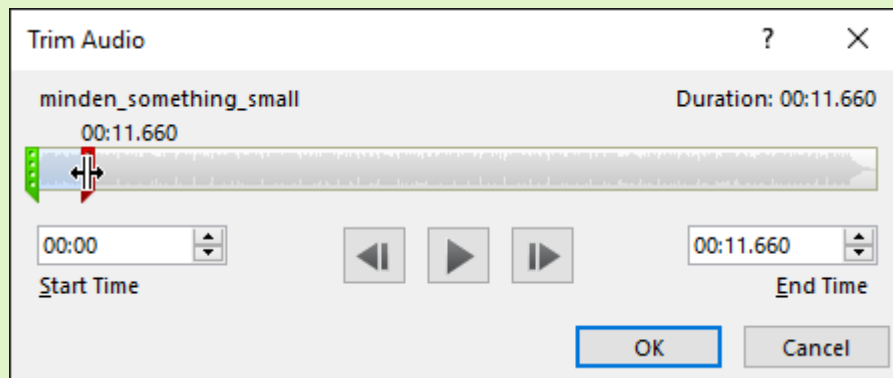 Trim Audio ?
minden_something_small Duration: 00:11.660
00:11.660
00:00 00:11.660
Start Time End Time
OK Cancel